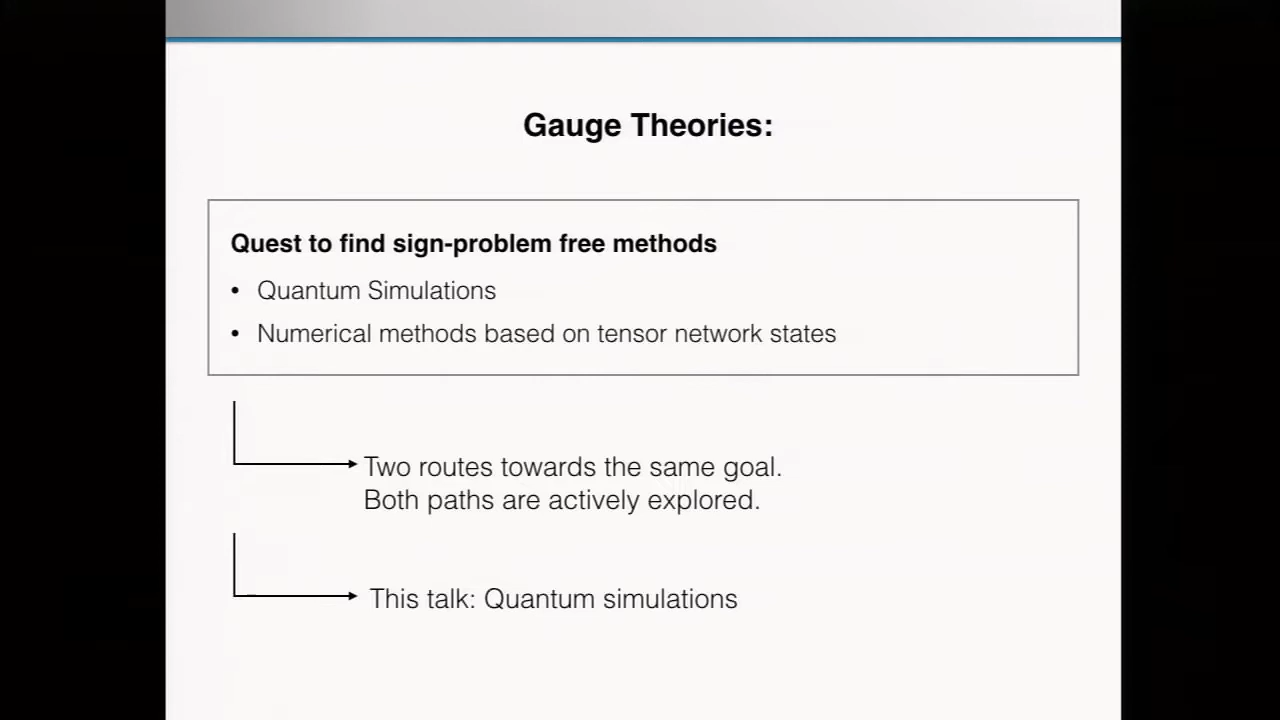 Gauge Theories:
Quest to find sign-problem free methods
• Quantum Simulations
• Numerical methods based on tensor network states
Two routes towards the same goal.
Both paths are actively explored.
This talk: Quantum simulations